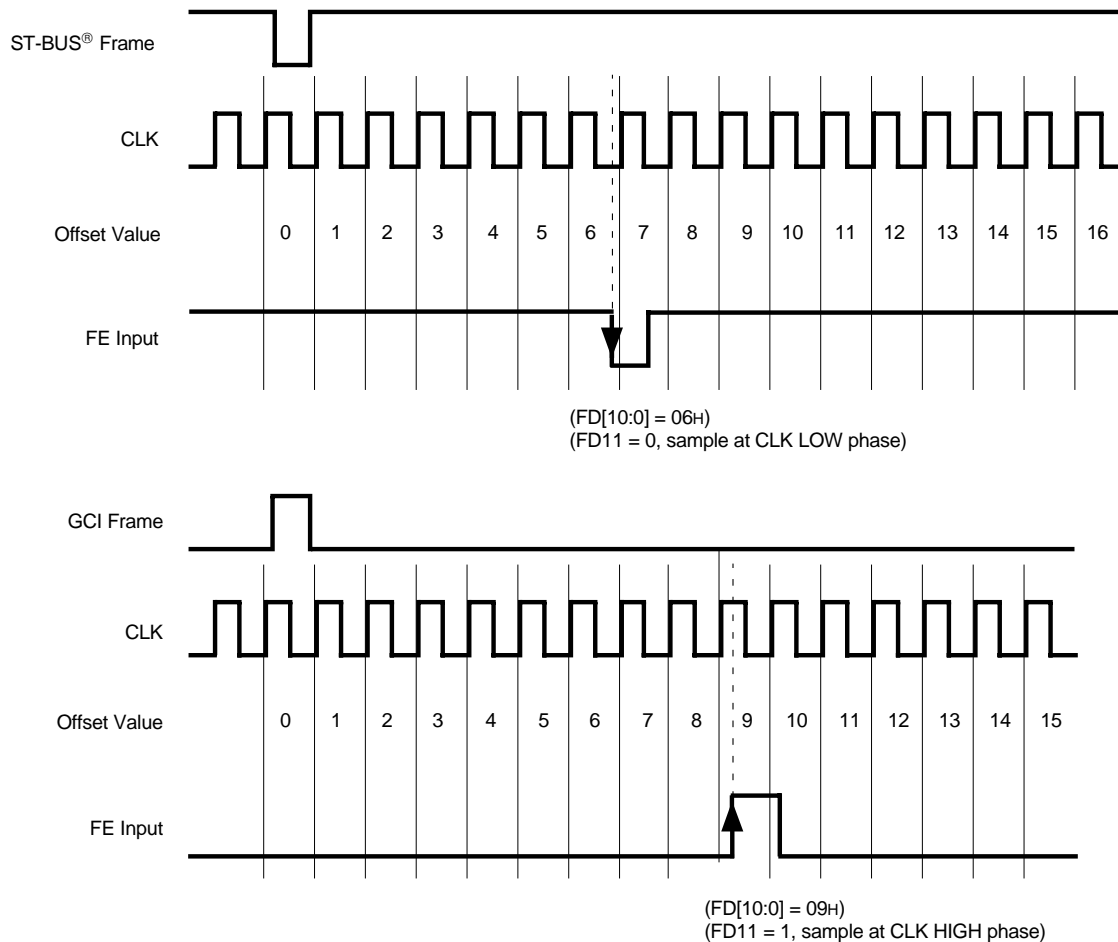 ST-BUS® Frame
CLK
Offset Value 0 1 2 3 4 5 6 7 8 9 10 11 12 13 14 15 16
FE Input
(FD[10:0] = 06H)
(FD11 = 0, sample at CLK LOW phase)
GCI Frame
CLK
Offset Value 0 1 2 3 4 5 6 7 8 9 10 11 12 13 14 15
FE Input
(FD[10:0] = 09H)
(FD11 = 1, sample at CLK HIGH phase)